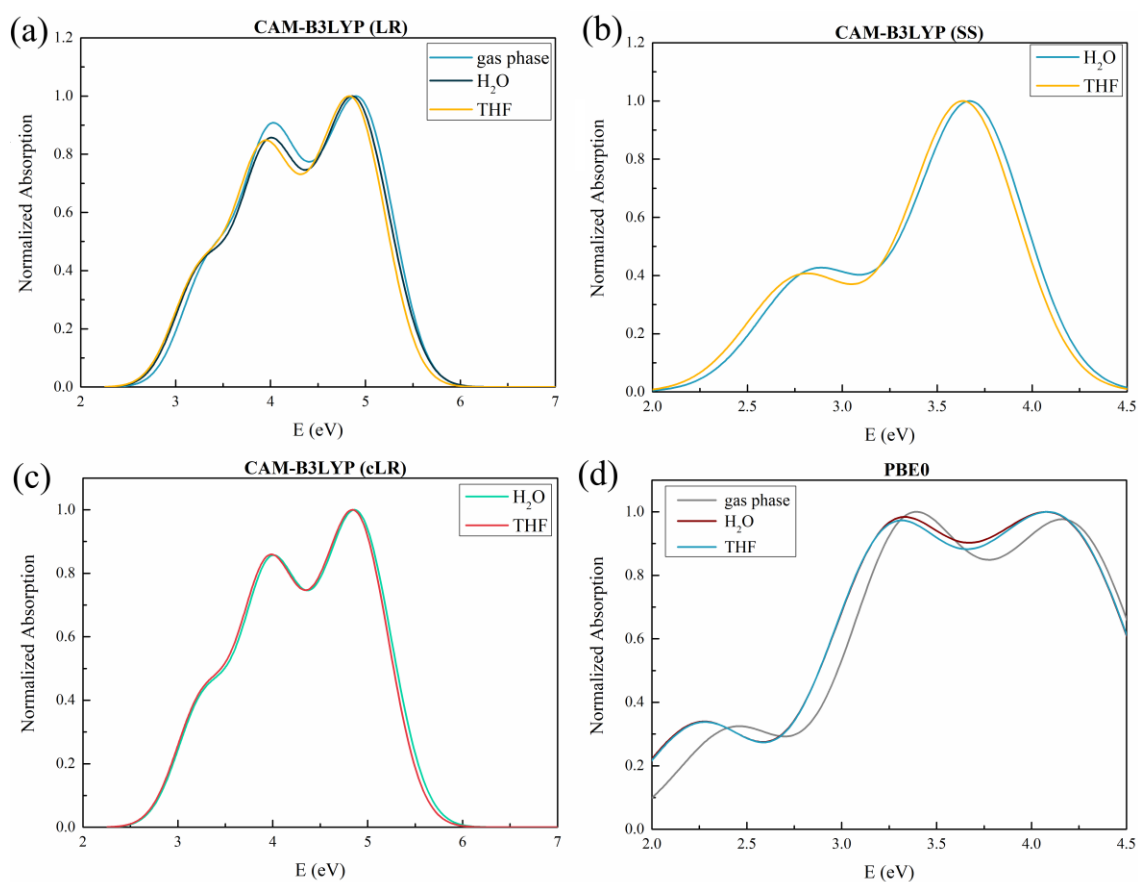 (a)
CAM-B3LYP (LR)
1.2
1.0
0.8
0.6
0.4
0.2
0.0
Normalized Absorption
gas phase
H₂O
THF
2 3 4 5 6 7
E (eV)
(b)
CAM-B3LYP (SS)
1.2
1.0
0.8
0.6
0.4
0.2
0.0
Normalized Absorption
H₂O
THF
2.0 2.5 3.0 3.5 4.0 4.5
E (eV)
(c)
CAM-B3LYP (cLR)
1.0
0.8
0.6
0.4
0.2
0.0
Normalized Absorption
H₂O
THF
2 3 4 5 6 7
E (eV)
(d)
PBE0
1.0
0.8
0.6
0.4
0.2
0.0
Normalized Absorption
gas phase
H₂O
THF
2.0 2.5 3.0 3.5 4.0 4.5
E (eV)